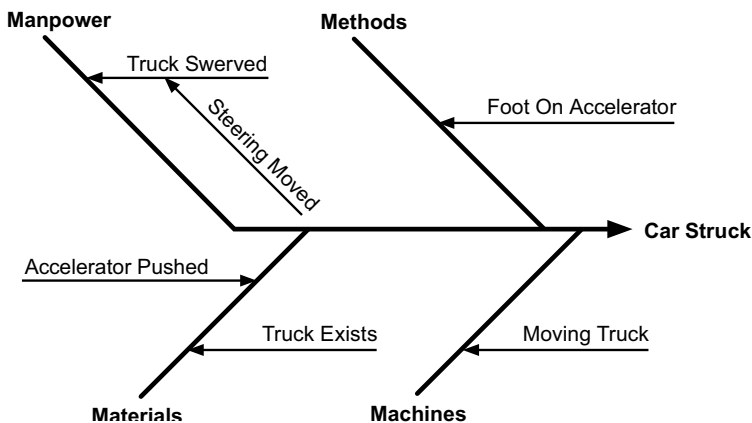 Manpower
Methods
Truck Swerved
Steering Moved
Foot On Accelerator
Car Struck
Accelerator Pushed
Truck Exists
Moving Truck
Materials
Machines